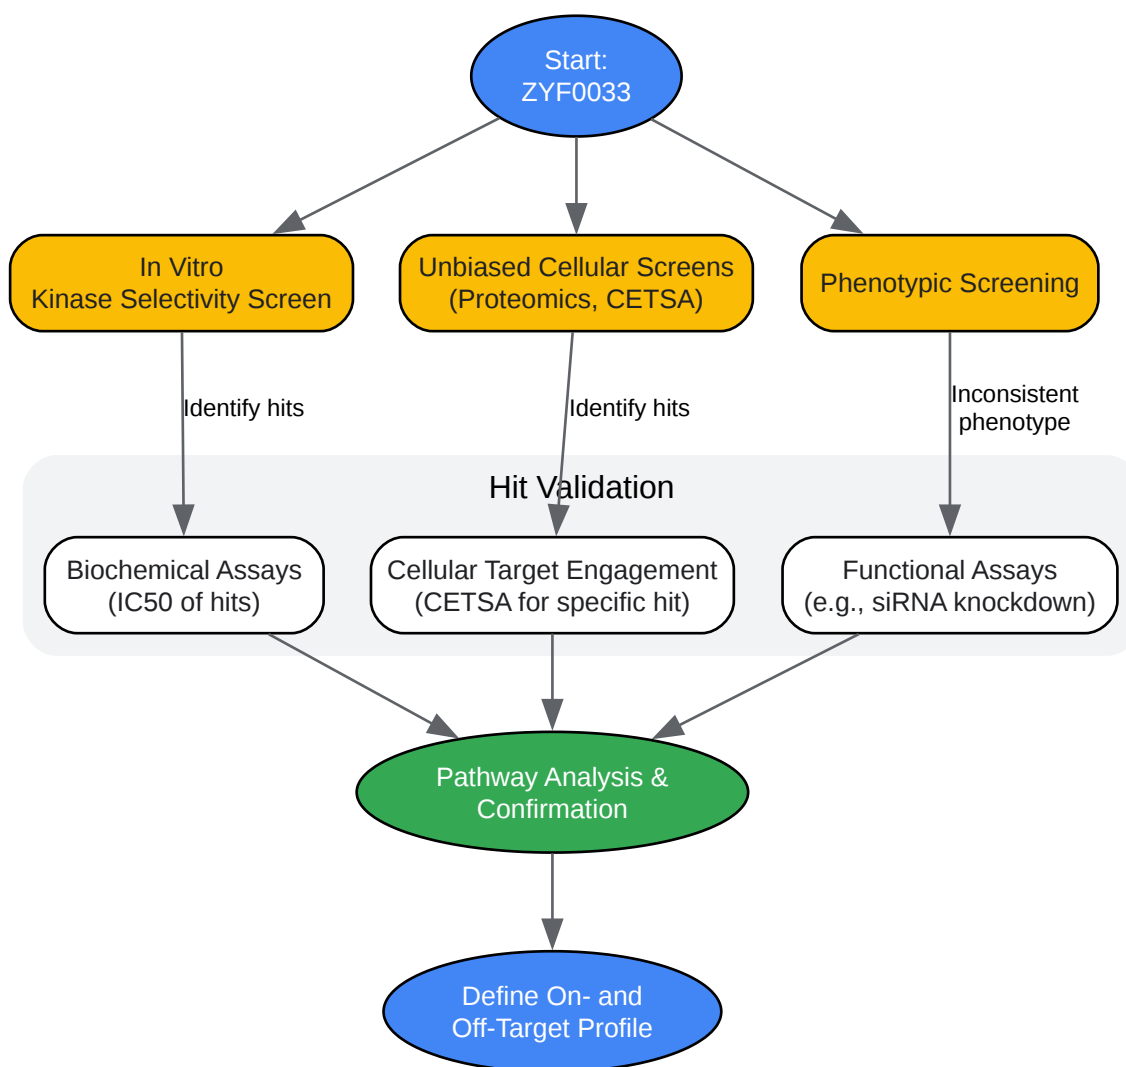 Start:
ZYF0033
In Vitro
Kinase Selectivity Screen
Unbiased Cellular Screens
(Proteomics, CETSA)
Phenotypic Screening
Identify hits
Identify hits
Inconsistent
phenotype
Hit Validation
Biochemical Assays
(IC50 of hits)
Cellular Target Engagement
(CETSA for specific hit)
Functional Assays
(e.g., siRNA knockdown)
Pathway Analysis &
Confirmation
Define On- and
Off-Target Profile